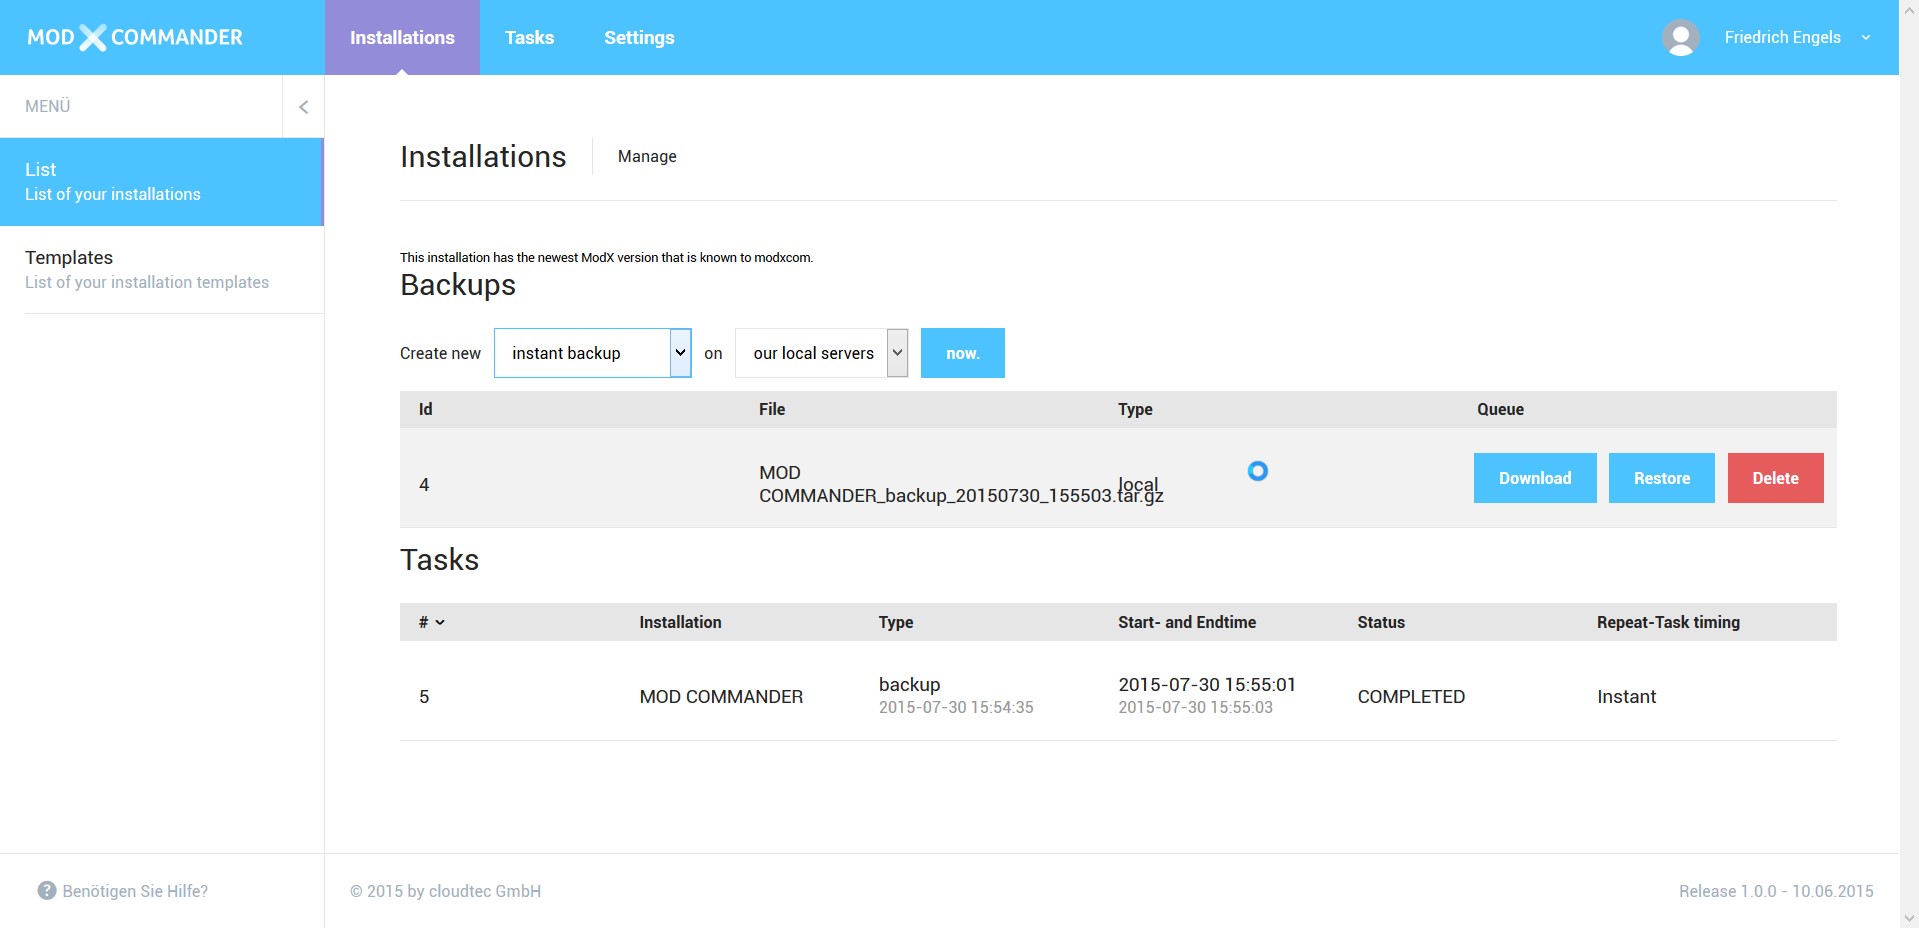 MOD X COMMANDER
Installations Tasks Settings
Friedrich Engels
MENÜ
List
List of your installations
Templates
List of your installation templates
Installations Manage
This installation has the newest ModX version that is known to modxcom.
Backups
Create new instant backup on our local servers now.
Id File Type Queue
4 MOD
COMMANDER_backup_20150730_155503.tar.gz local Download Restore Delete
Tasks
# Installation Type Start- and Endtime Status Repeat-Task timing
5 MOD COMMANDER backup 2015-07-30 15:55:01 COMPLETED Instant
2015-07-30 15:54:35 2015-07-30 15:55:03
? Benötigen Sie Hilfe?
© 2015 by cloudtec GmbH
Release 1.0.0 - 10.06.2015